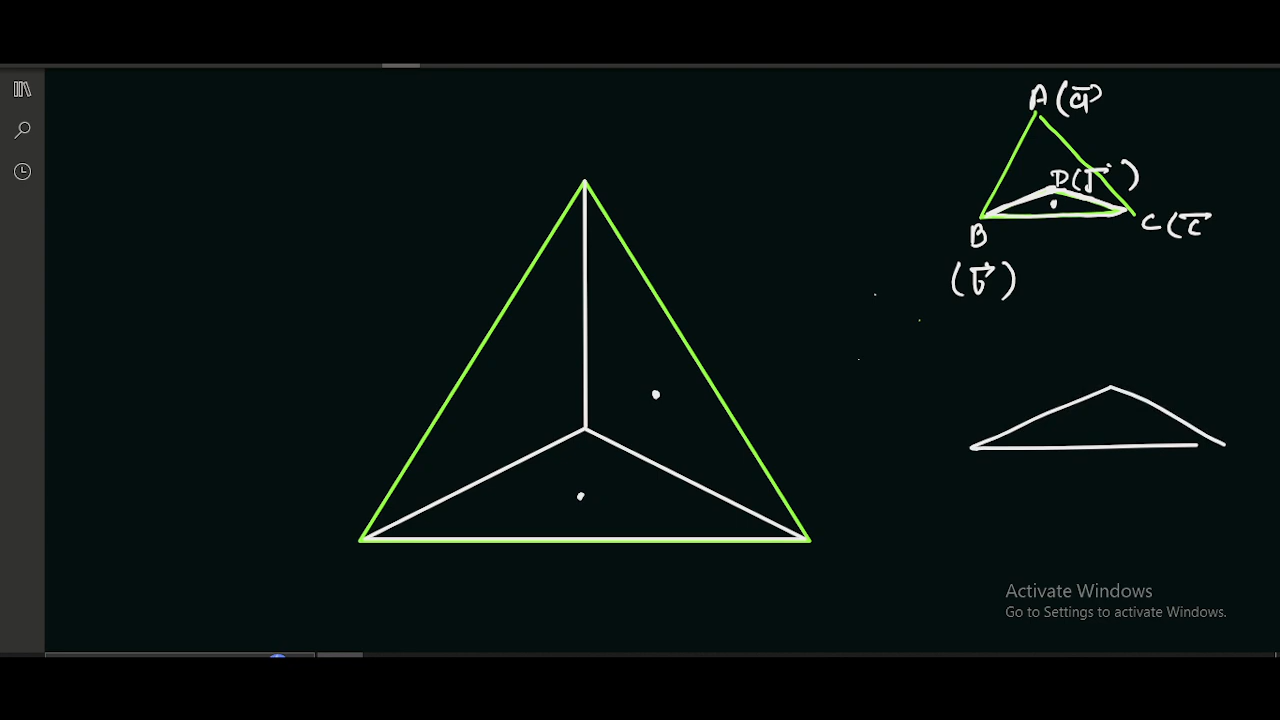 A (a⃗)
D (d⃗)
B
C (c⃗
(b⃗)
Activate Windows
Go to Settings to activate Windows.